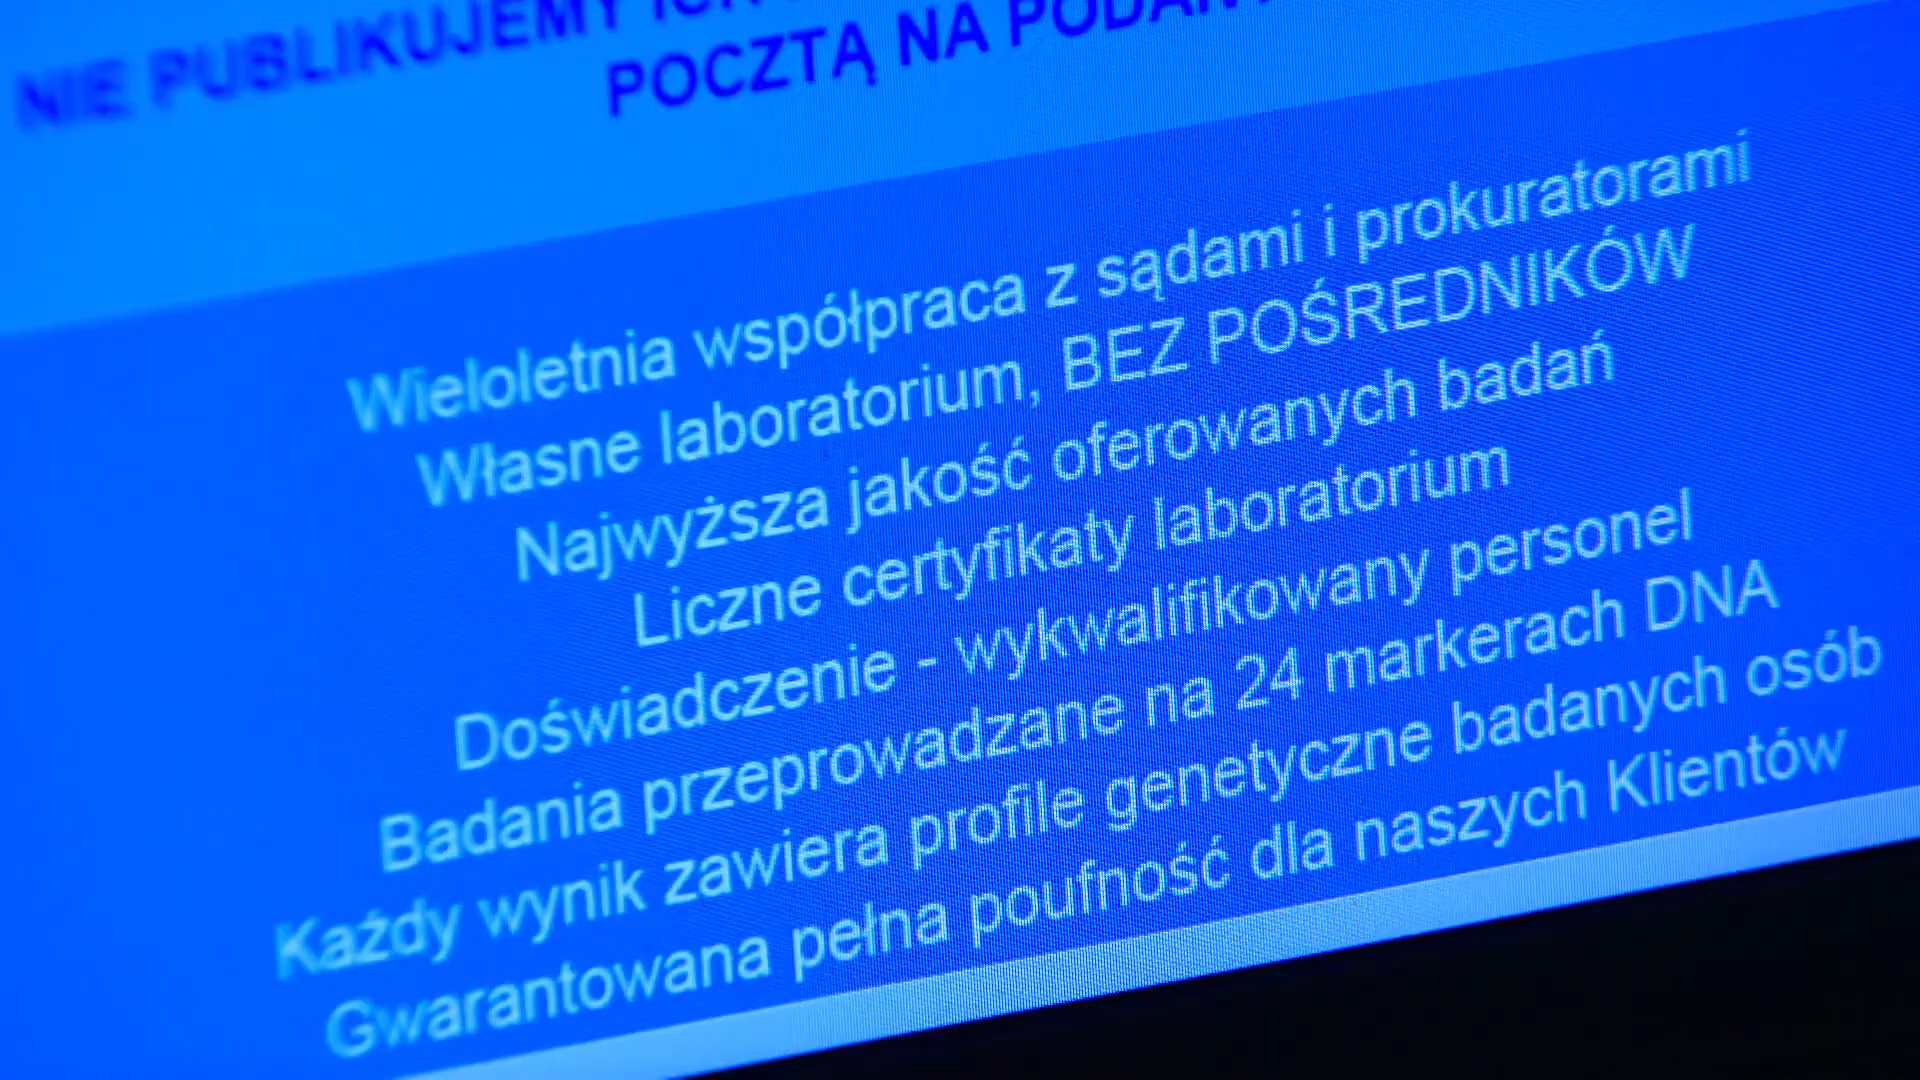 NIE PUBLIKUJEMY
POCZTĄ NA
Wieloletnia współpraca z sądami i prokuratorami
Własne laboratorium, BEZ POŚREDNIKÓW
Najwyższa jakość oferowanych badań
Liczne certyfikaty laboratorium
Doświadczenie - wykwalifikowany personel
Badania przeprowadzane na 24 markerach DNA
Każdy wynik zawiera profile genetyczne badanych osób
Gwarantowana pełna poufność dla naszych Klientów